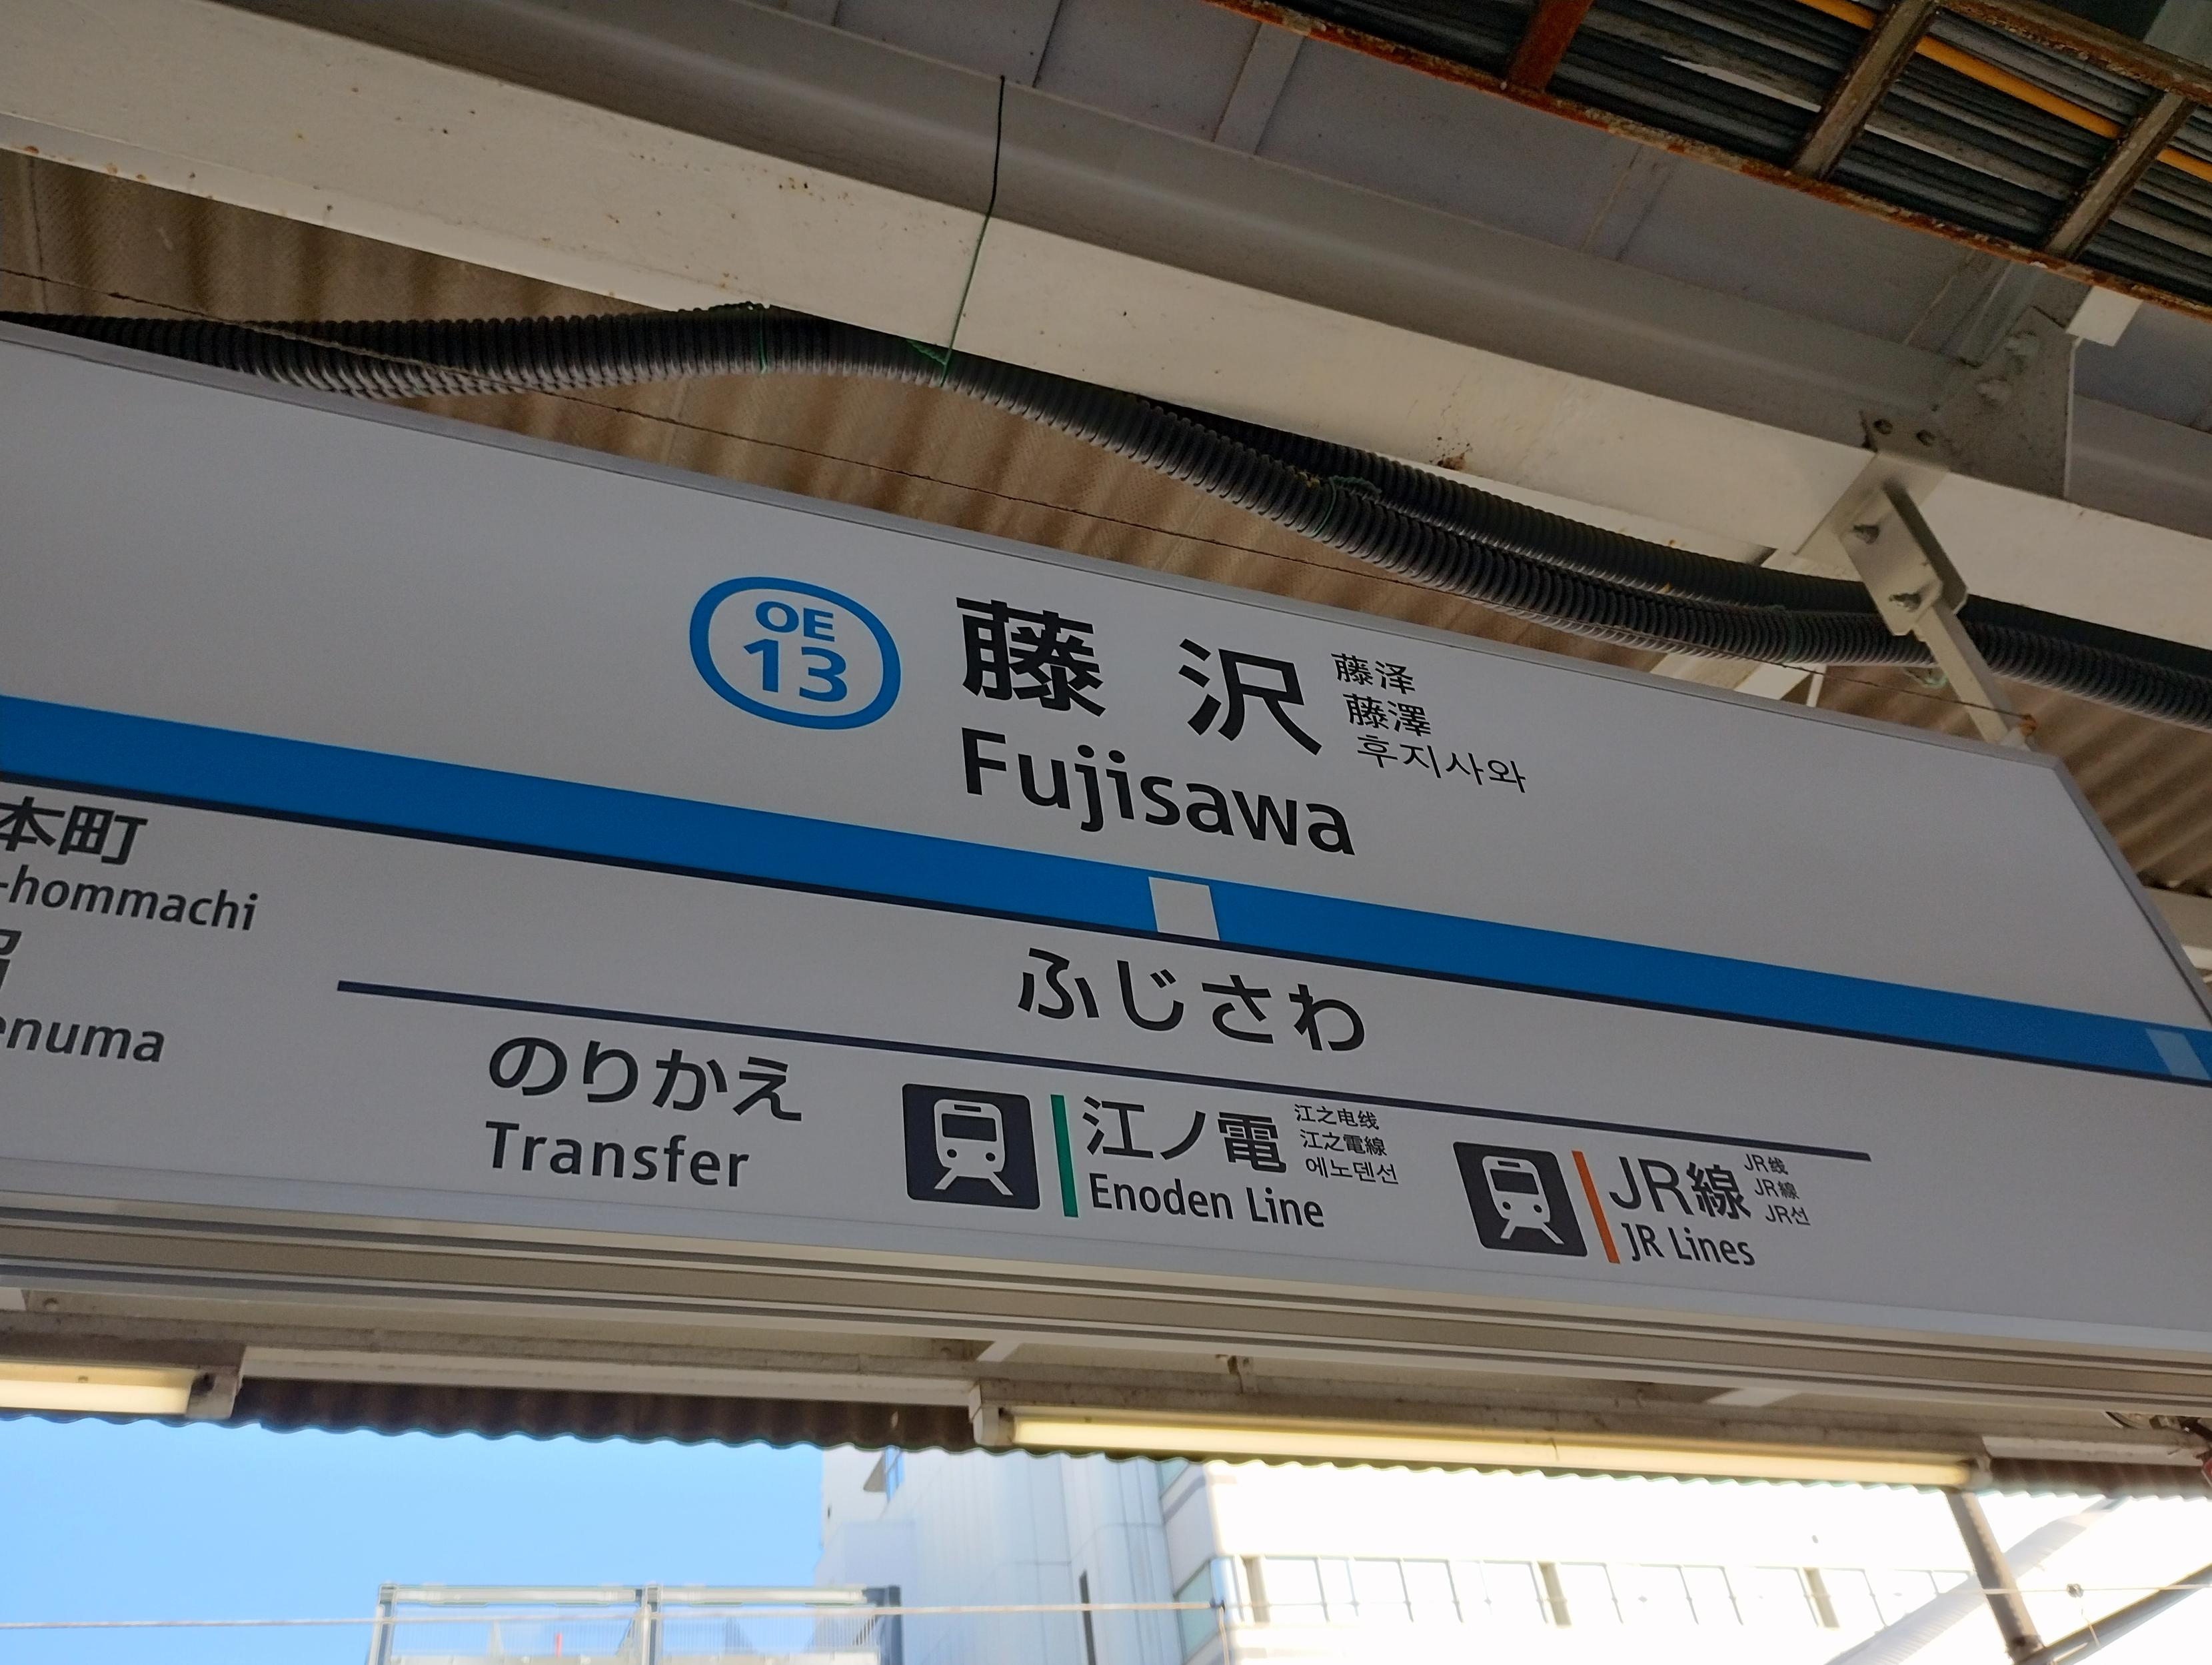 OE
13
藤沢
藤泽
藤澤
후지사와
Fujisawa
本町
-hommachi
enuma
ふじさわ
のりかえ
Transfer
江ノ電
江之电线
江之電線
에노덴선
Enoden Line
JR線
JR线
JR線
JR선
JR Lines